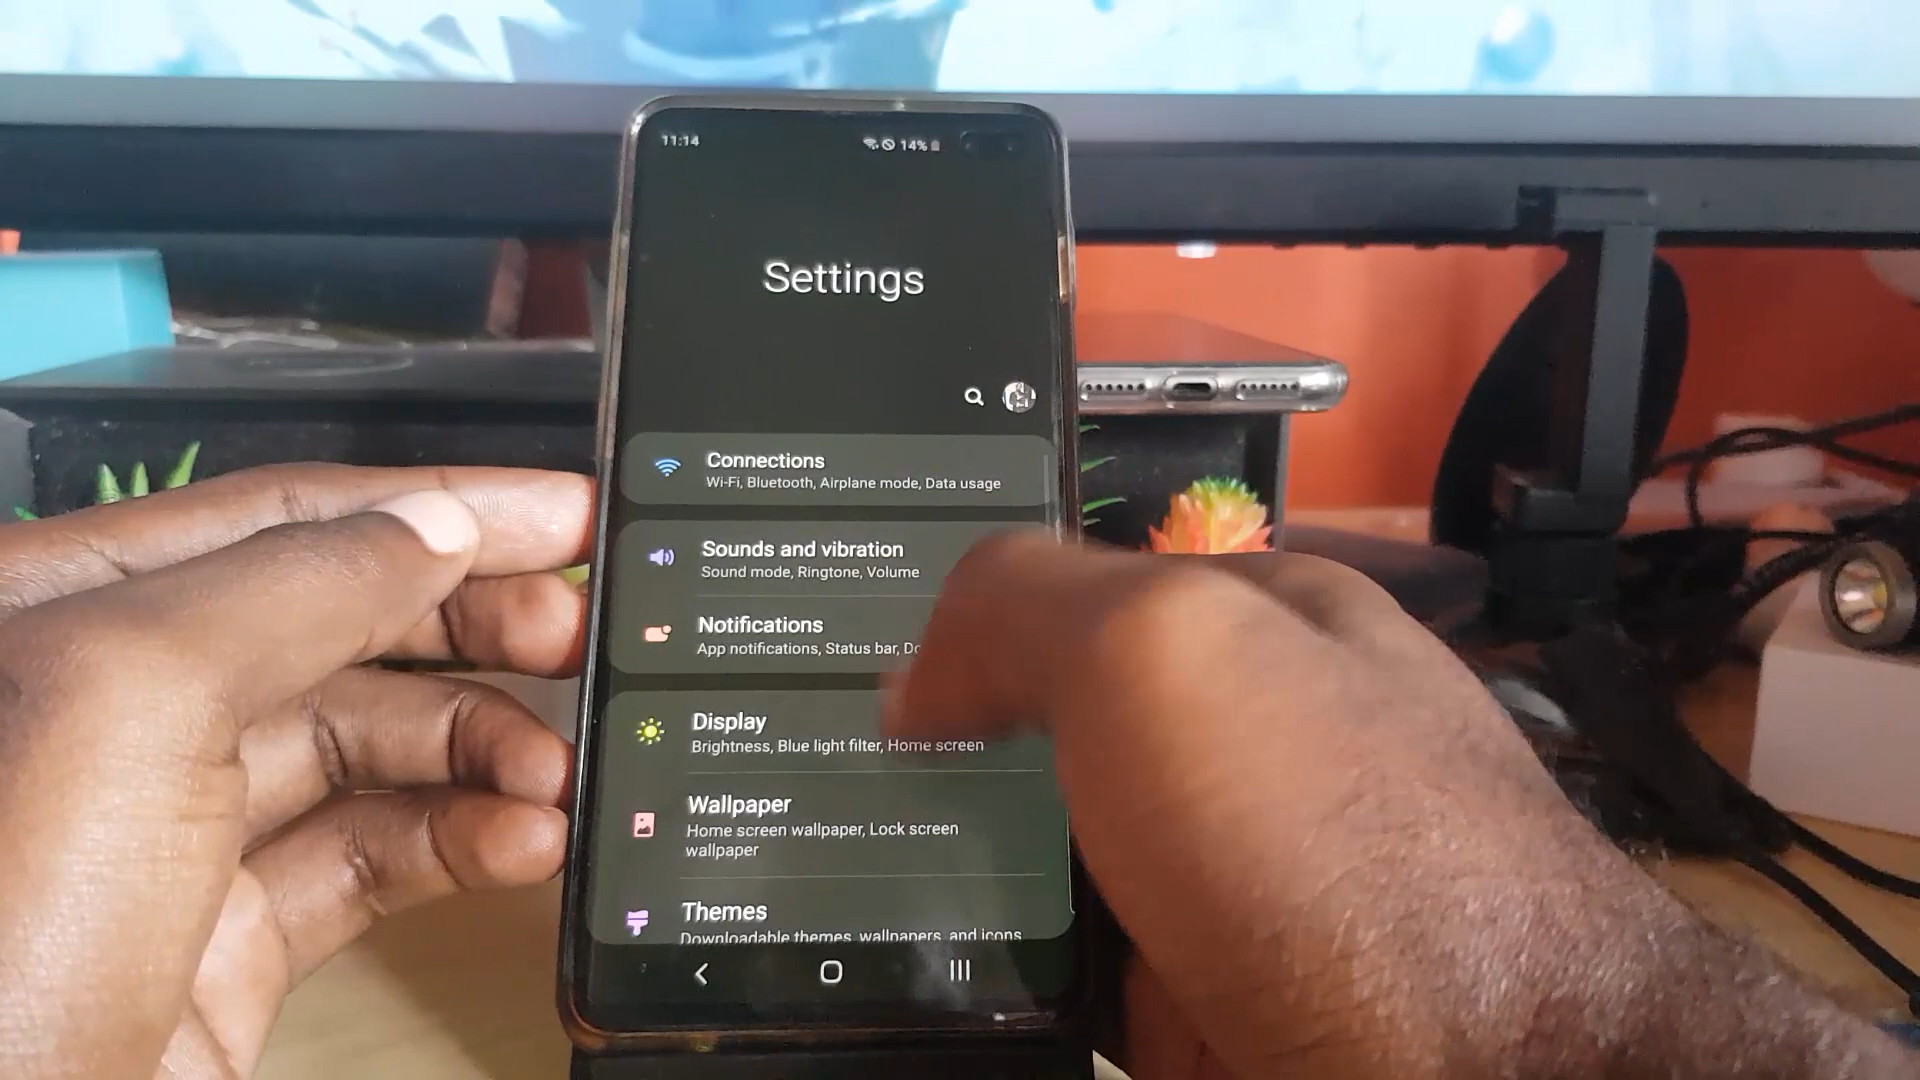 11:14
14%
Settings
Connections
Wi-Fi, Bluetooth, Airplane mode, Data usage
Sounds and vibration
Sound mode, Ringtone, Volume
Notifications
App notifications, Status bar,
Display
Brightness, Blue light filter, Home screen
Wallpaper
Home screen wallpaper, Lock screen
wallpaper
Themes
Downloadable themes, wallpapers, and icons